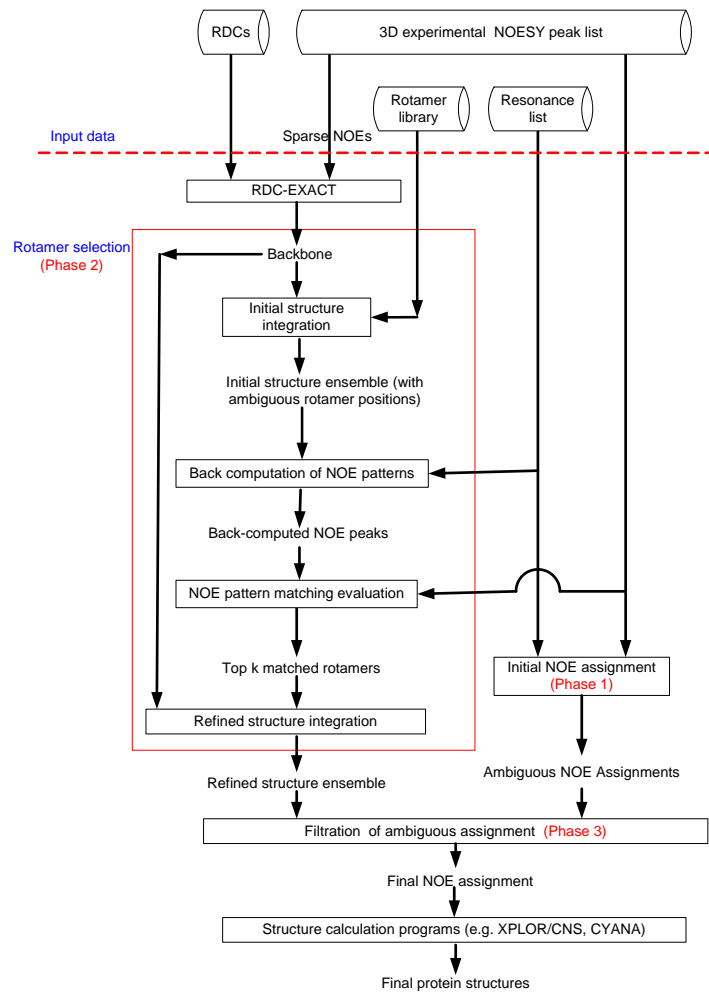 RDCs
3D experimental NOESY peak list
Rotamer
library
Resonance
list
Input data
Sparse NOEs
RDC-EXACT
Rotamer selection
(Phase 2)
Backbone
Initial structure
integration
Initial structure ensemble (with
ambiguous rotamer positions)
Back computation of NOE patterns
Back-computed NOE peaks
NOE pattern matching evaluation
Top k matched rotamers
Initial NOE assignment
(Phase 1)
Refined structure integration
Ambiguous NOE Assignments
Refined structure ensemble
Filtration of ambiguous assignment (Phase 3)
Final NOE assignment
Structure calculation programs (e.g. XPLOR/CNS, CYANA)
Final protein structures